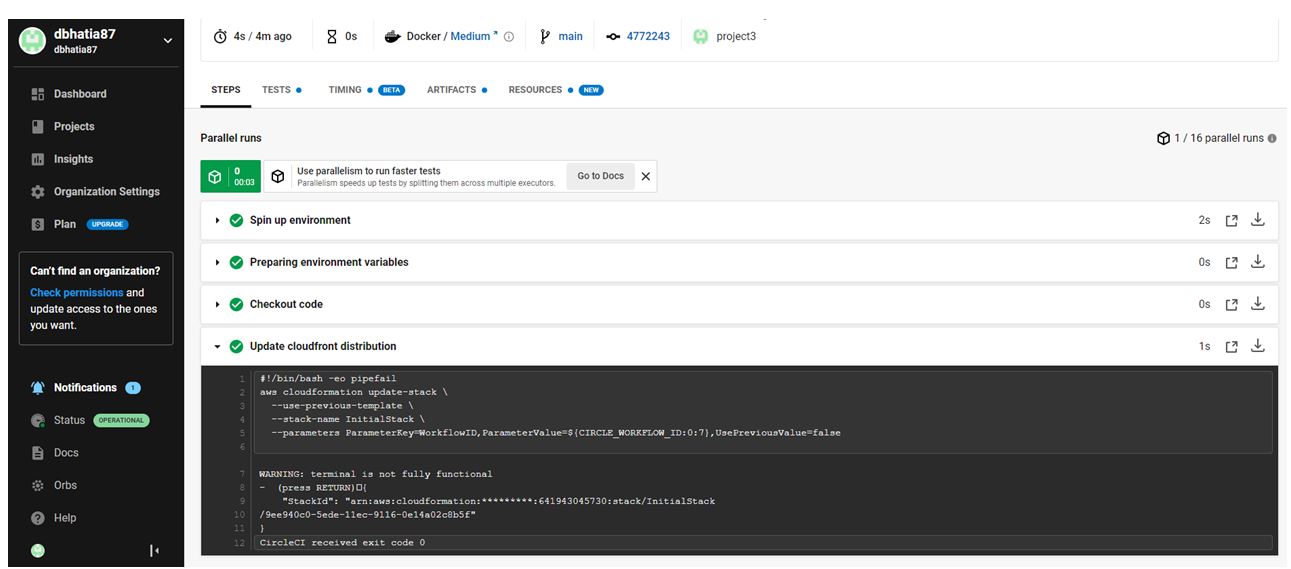 dbhatia87
dbhatia87
Dashboard
Projects
Insights
Organization Settings
Plan UPGRADE
Can't find an organization?
Check permissions and
update access to the ones
you want.
Notifications 1
Status OPERATIONAL
Docs
Orbs
Help
4s / 4m ago 0s Docker / Medium main 4772243 project3
STEPS TESTS TIMING BETA ARTIFACTS RESOURCES NEW
Parallel runs 1 / 16 parallel runs
0
00:03
Use parallelism to run faster tests
Parallelism speeds up tests by splitting them across multiple executors.
Go to Docs
Spin up environment 2s
Preparing environment variables 0s
Checkout code 0s
Update cloudfront distribution 1s
1 #!/bin/bash -eo pipefail
2 aws cloudformation update-stack \
3 --use-previous-template \
4 --stack-name InitialStack \
5 --parameters ParameterKey=WorkflowID,ParameterValue=${CIRCLE_WORKFLOW_ID:0:7},UsePreviousValue=false
6
7 WARNING: terminal is not fully functional
8 - (press RETURN){
9 "StackId": "arn:aws:cloudformation:*********:641943045730:stack/InitialStack
10 /9ee940c0-5ede-11ec-9116-0e14a02c8b5f"
11 }
12 CircleCI received exit code 0